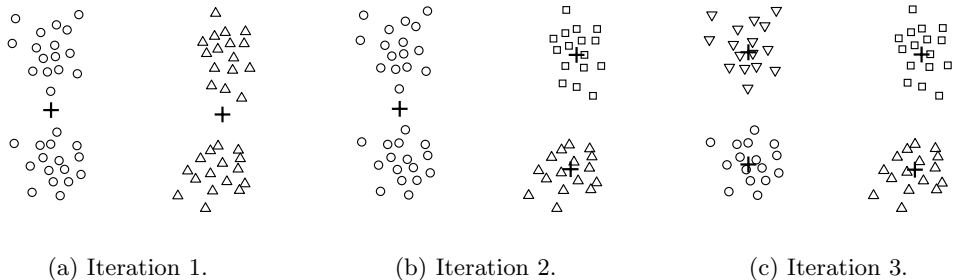 (a) Iteration 1.
(b) Iteration 2.
(c) Iteration 3.